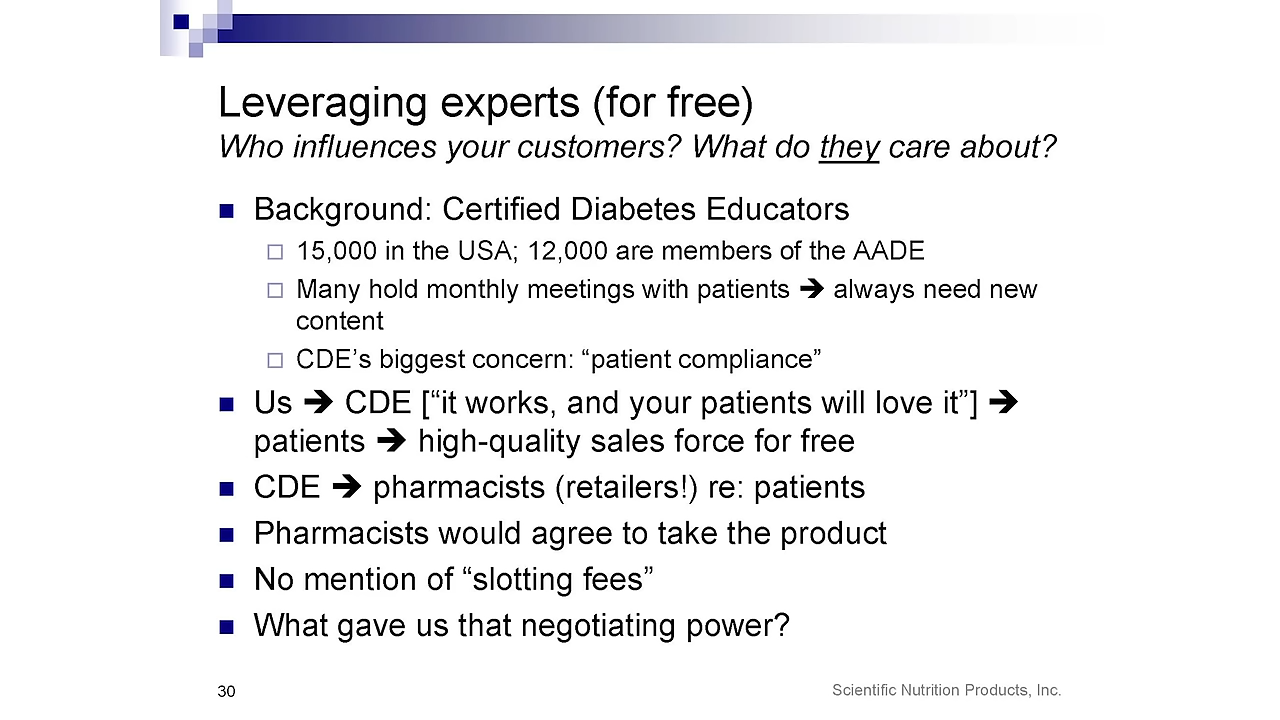 Leveraging experts (for free)
Who influences your customers? What do they care about?
■ Background: Certified Diabetes Educators
□ 15,000 in the USA; 12,000 are members of the AADE
□ Many hold monthly meetings with patients ➔ always need new
content
□ CDE’s biggest concern: “patient compliance”
■ Us ➔ CDE [“it works, and your patients will love it”] ➔
patients ➔ high-quality sales force for free
■ CDE ➔ pharmacists (retailers!) re: patients
■ Pharmacists would agree to take the product
■ No mention of “slotting fees”
■ What gave us that negotiating power?
30
Scientific Nutrition Products, Inc.